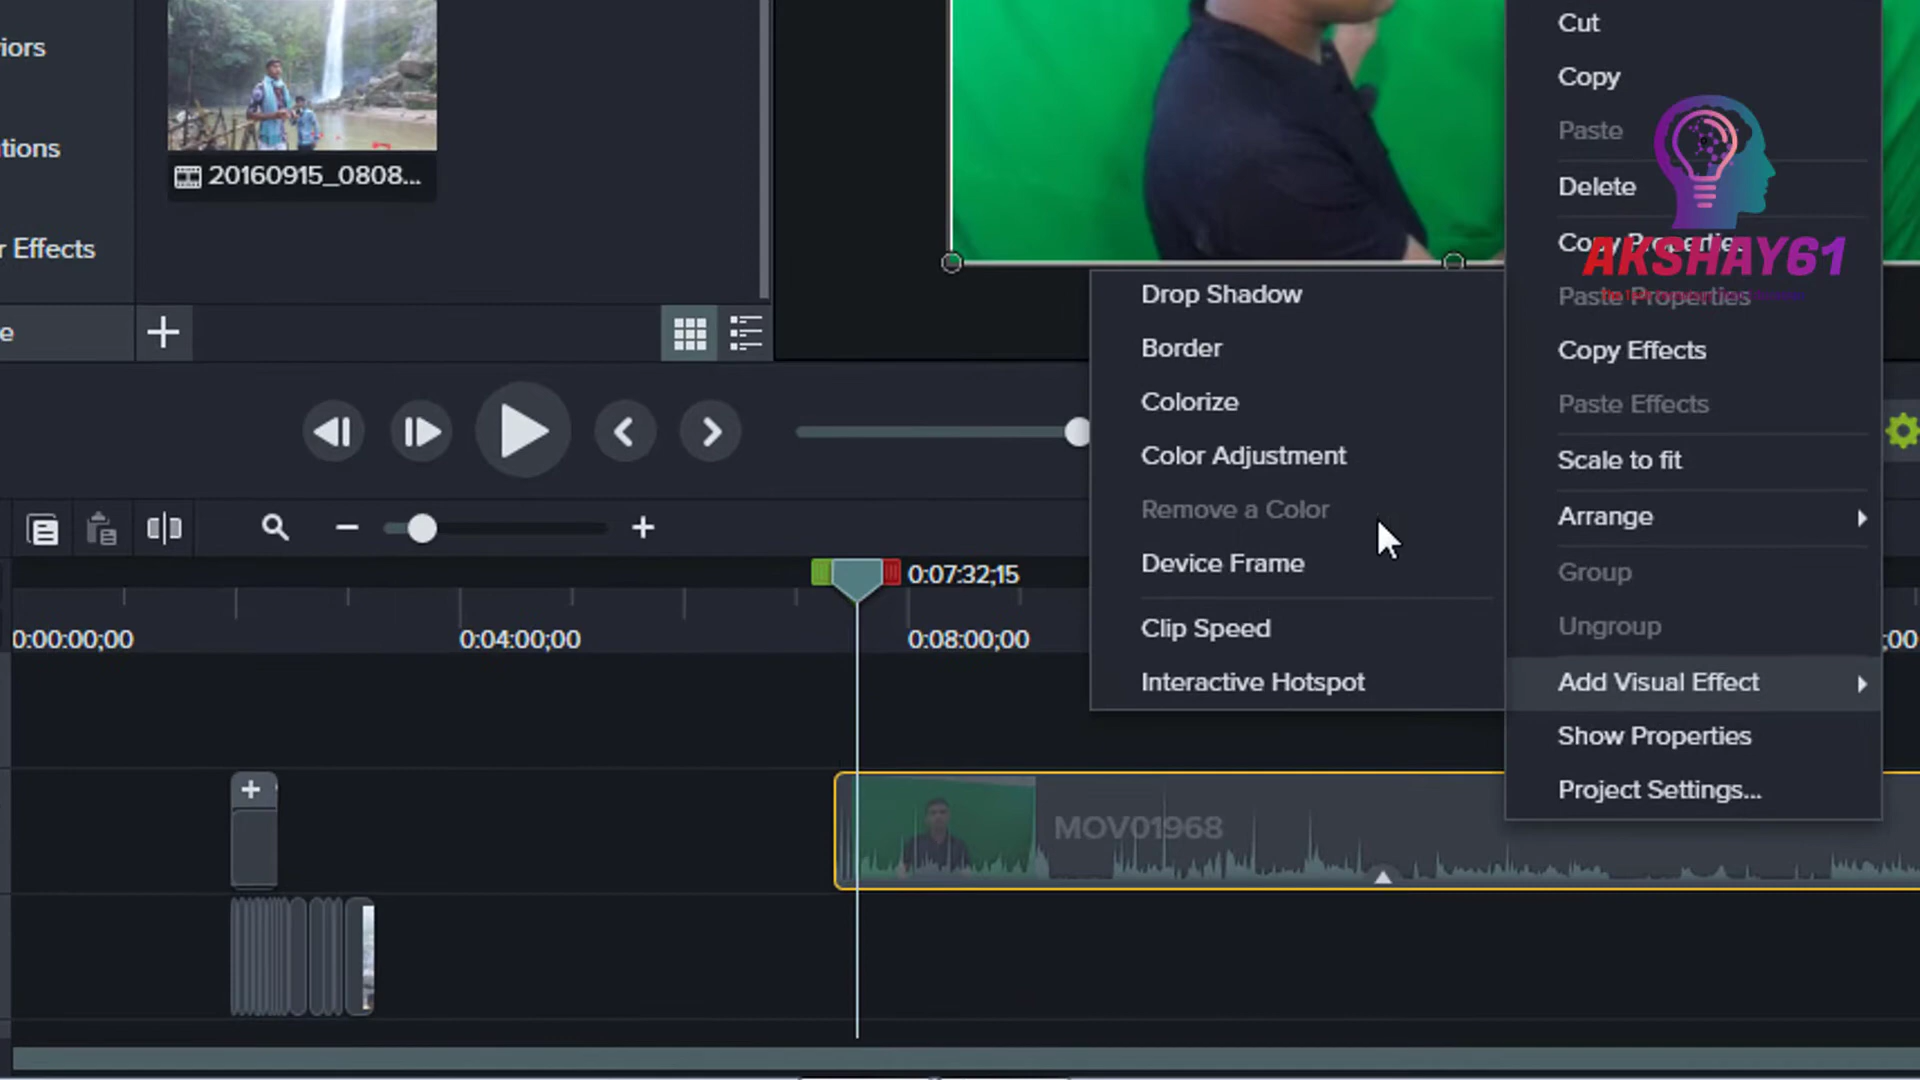 iors
tions
r Effects
e
20160915_0808...
Cut
Copy
Paste
Delete
Copy Properties
Paste Properties
Copy Effects
Paste Effects
Scale to fit
Arrange
Group
Ungroup
Add Visual Effect
Show Properties
Project Settings...
AKSHAY61
Drop Shadow
Border
Colorize
Color Adjustment
Remove a Color
Device Frame
Clip Speed
Interactive Hotspot
0:07:32;15
0:00:00;00
0:04:00;00
0:08:00;00
;00
MOV01968